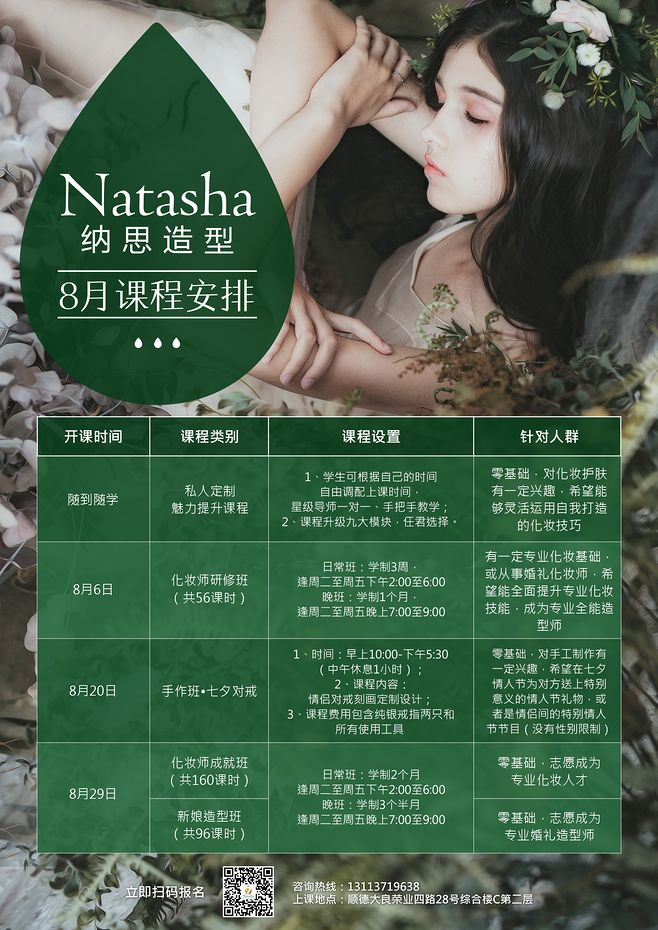 Natasha
纳思造型
8月课程安排
开课时间
课程类别
课程设置
针对人群
随到随学
私人定制
魅力提升课程
1、学生可根据自己的时间
自由调配上课时间，
星级导师一对一、手把手教学；
2、课程升级九大模块，任君选择。
零基础，对化妆护肤
有一定兴趣，希望能
够灵活运用自我打造
的化妆技巧
8月6日
化妆师研修班
（共56课时）
日常班：学制3周，
逢周二至周五下午2:00至6:00
晚班：学制1个月，
逢周二至周五晚上7:00至9:00
有一定专业化妆基础，
或从事婚礼化妆师，希
望能全面提升专业化妆
技能，成为专业全能造
型师
8月20日
手作班•七夕对戒
1、时间：早上10:00-下午5:30
（中午休息1小时）；
2、课程内容：
情侣对戒刻画定制设计；
3、课程费用包含纯银戒指两只和
所有使用工具
零基础，对手工制作有
一定兴趣，希望在七夕
情人节为对方送上特别
意义的情人节礼物，或
者是情侣间的特别情人
节节目（没有性别限制）
8月29日
化妆师成就班
（共160课时）
新娘造型班
（共96课时）
日常班：学制2个月
逢周二至周五下午2:00至6:00
晚班：学制3个半月
逢周二至周五晚上7:00至9:00
零基础，志愿成为
专业化妆人才
零基础，志愿成为
专业婚礼造型师
立即扫码报名
咨询热线：13113719638
上课地点：顺德大良荣业四路28号综合楼C第二层